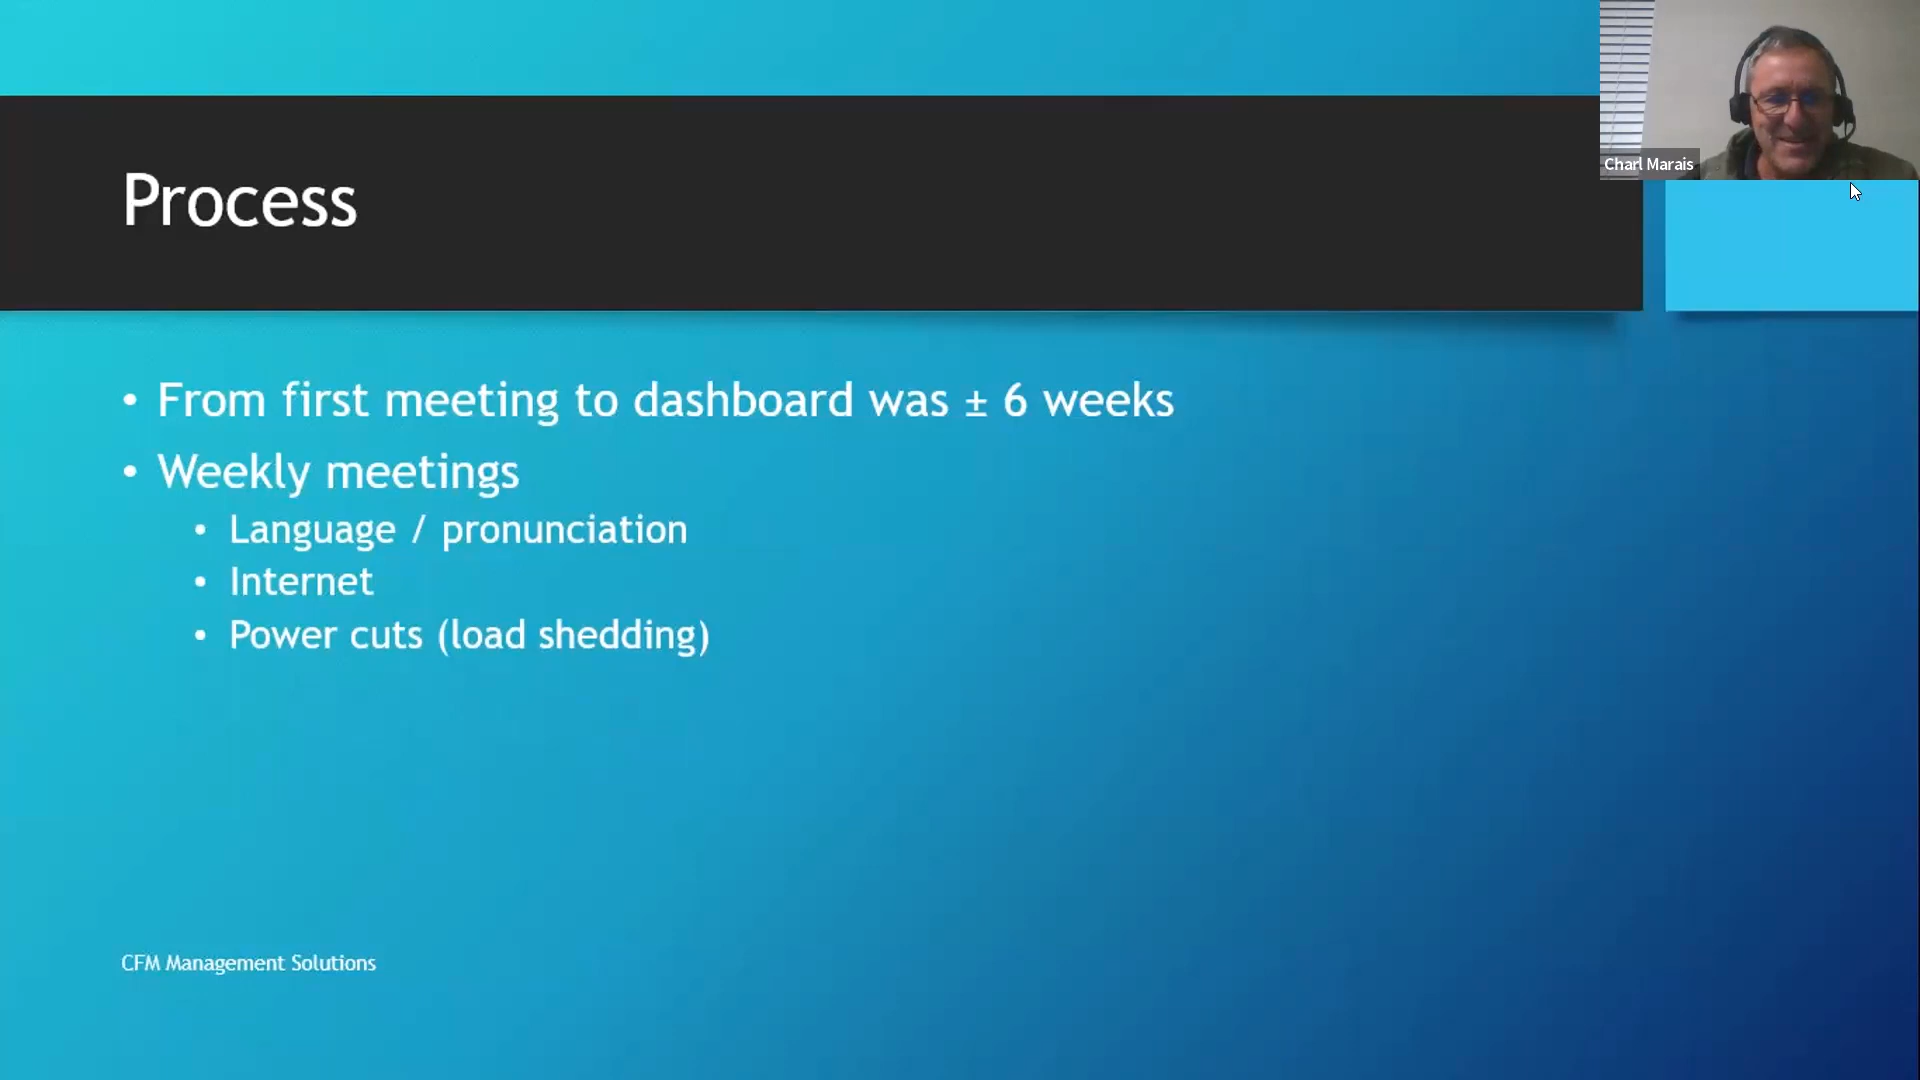 Charl Marais
Process
• From first meeting to dashboard was ± 6 weeks
• Weekly meetings
• Language / pronunciation
• Internet
• Power cuts (load shedding)
CFM Management Solutions